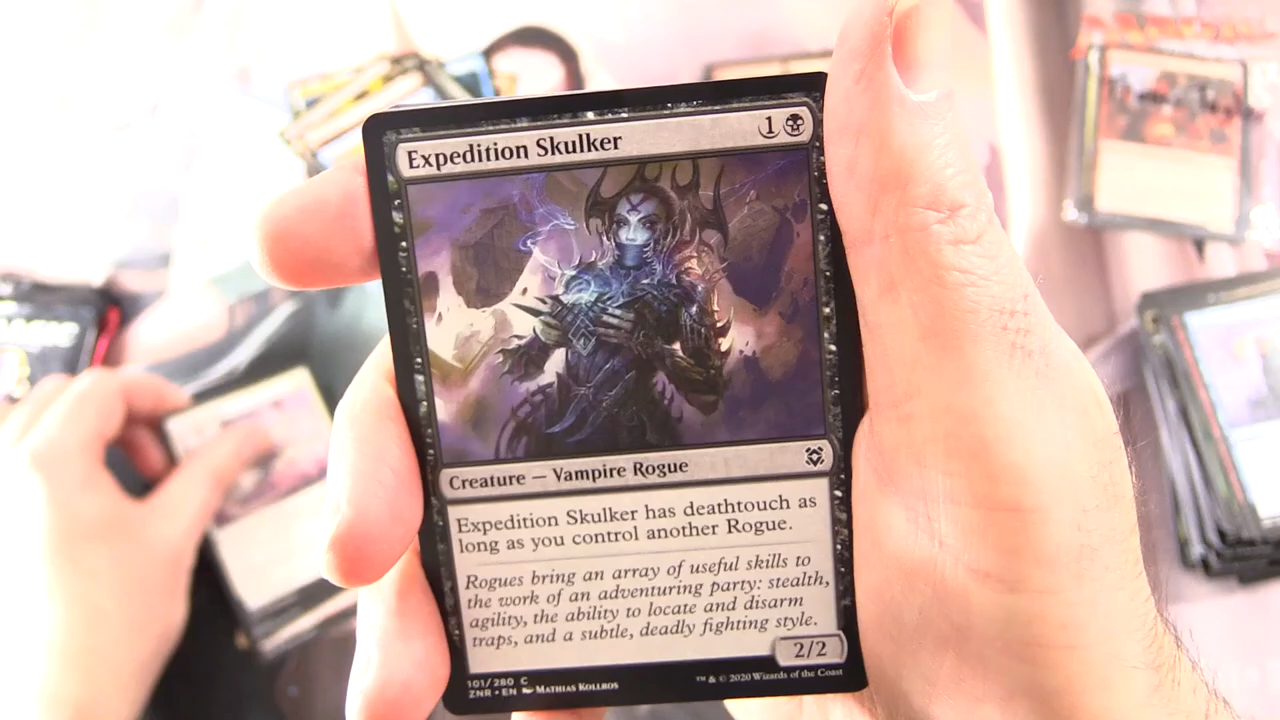 Expedition Skulker 1
Creature — Vampire Rogue
Expedition Skulker has deathtouch as
long as you control another Rogue.
Rogues bring an array of useful skills to
the work of an adventuring party: stealth,
agility, the ability to locate and disarm
traps, and a subtle, deadly fighting style.
2/2
101/280 C
ZNR • EN Mathias Kollros
™ & © 2020 Wizards of the Coast